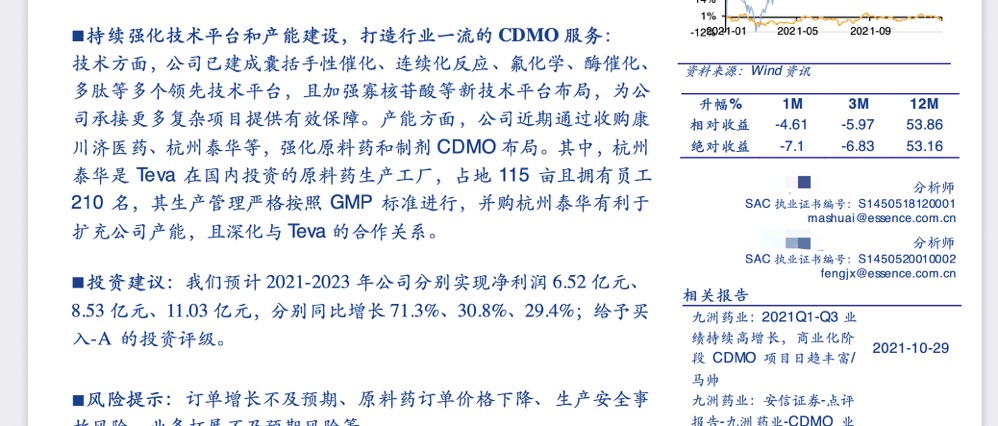 ■持续强化技术平台和产能建设，打造行业一流的 CDMO 服务：
技术方面，公司已建成囊括手性催化、连续化反应、氟化学、酶催化、
多肽等多个领先技术平台，且加强寡核苷酸等新技术平台布局，为公
司承接更多复杂项目提供有效保障。产能方面，公司近期通过收购康
川济医药、杭州泰华等，强化原料药和制剂 CDMO 布局。其中，杭州
泰华是 Teva 在国内投资的原料药生产工厂，占地 115 亩且拥有员工
210 名，其生产管理严格按照 GMP 标准进行，并购杭州泰华有利于
扩充公司产能，且深化与 Teva 的合作关系。
■投资建议：我们预计 2021-2023 年公司分别实现净利润 6.52 亿元、
8.53 亿元、11.03 亿元，分别同比增长 71.3%、30.8%、29.4%；给予买
入-A 的投资评级。
■风险提示：订单增长不及预期、原料药订单价格下降、生产安全事
1%
-12%
2021-01 2021-05 2021-09
资料来源：Wind 资讯
升幅% 1M 3M 12M
相对收益 -4.61 -5.97 53.86
绝对收益 -7.1 -6.83 53.16
分析师
SAC 执业证书编号：S1450518120001
mashuai@essence.com.cn
分析师
SAC 执业证书编号：S1450520010002
fengjx@essence.com.cn
相关报告
九洲药业：2021Q1-Q3 业
绩持续高增长，商业化阶
段 CDMO 项目日趋丰富/
马帅
2021-10-29
九洲药业：安信证券-点评
报告-九洲药业-CDMO 业